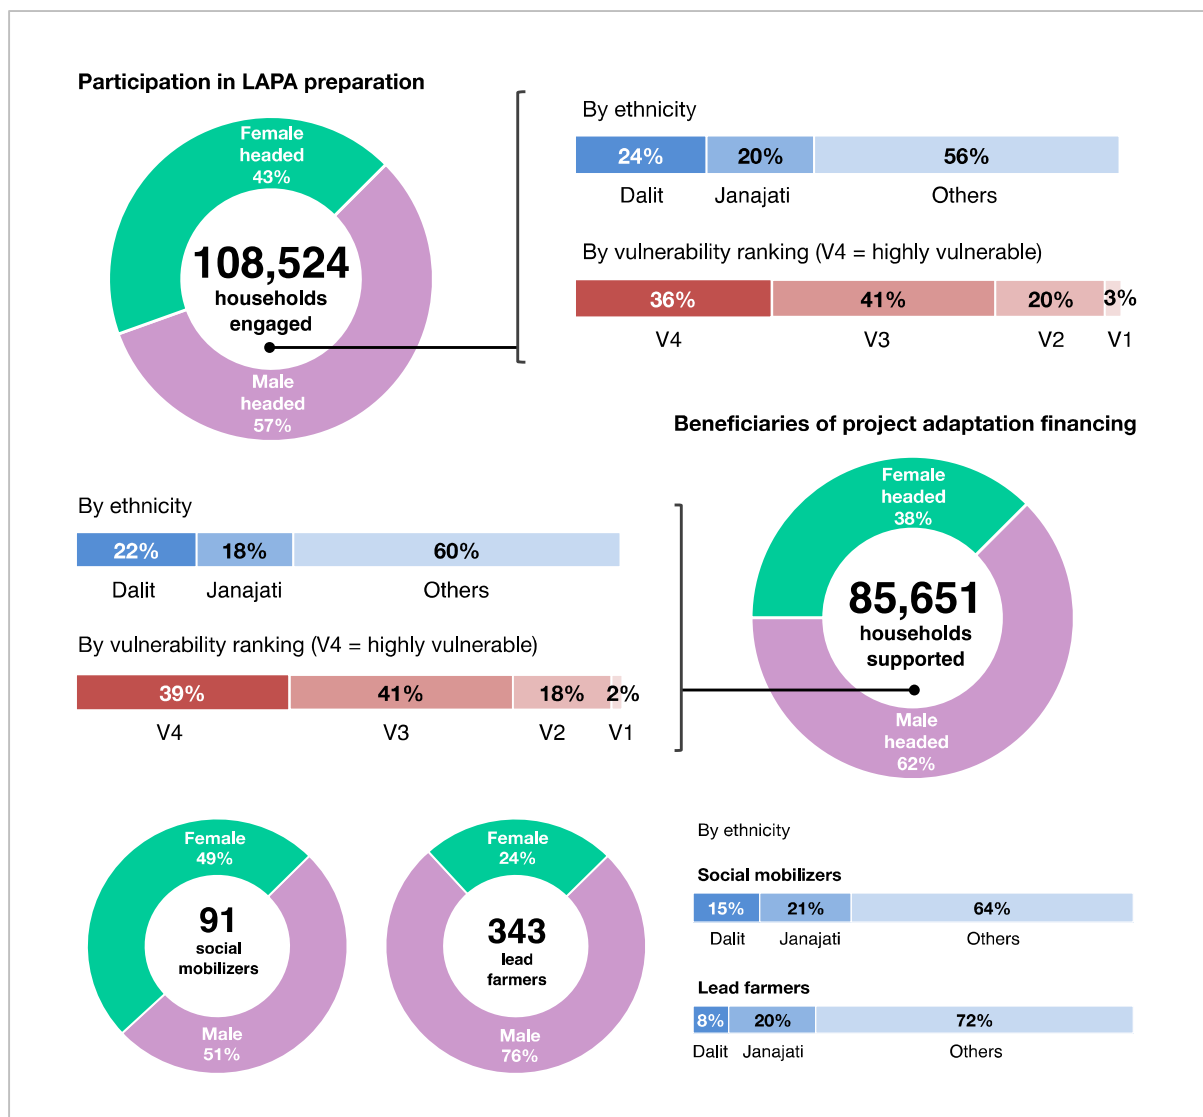 Participation in LAPA preparation
Female
headed
43%
108,524
households
engaged
Male
headed
57%
By ethnicity
24% 20% 56%
Dalit Janajati Others
By vulnerability ranking (V4 = highly vulnerable)
36% 41% 20% 3%
V4 V3 V2 V1
Beneficiaries of project adaptation financing
Female
headed
38%
85,651
households
supported
Male
headed
62%
By ethnicity
22% 18% 60%
Dalit Janajati Others
By vulnerability ranking (V4 = highly vulnerable)
39% 41% 18% 2%
V4 V3 V2 V1
Female
49%
91
social
mobilizers
Male
51%
Female
24%
343
lead
farmers
Male
76%
By ethnicity
Social mobilizers
15% 21% 64%
Dalit Janajati Others
Lead farmers
8% 20% 72%
Dalit Janajati Others